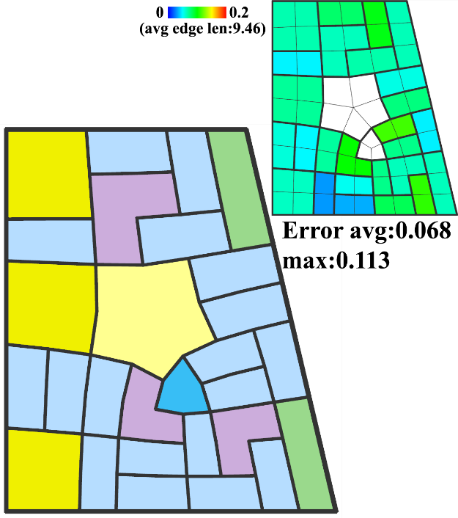 0 0.2
(avg edge len:9.46)
Error avg:0.068
max:0.113